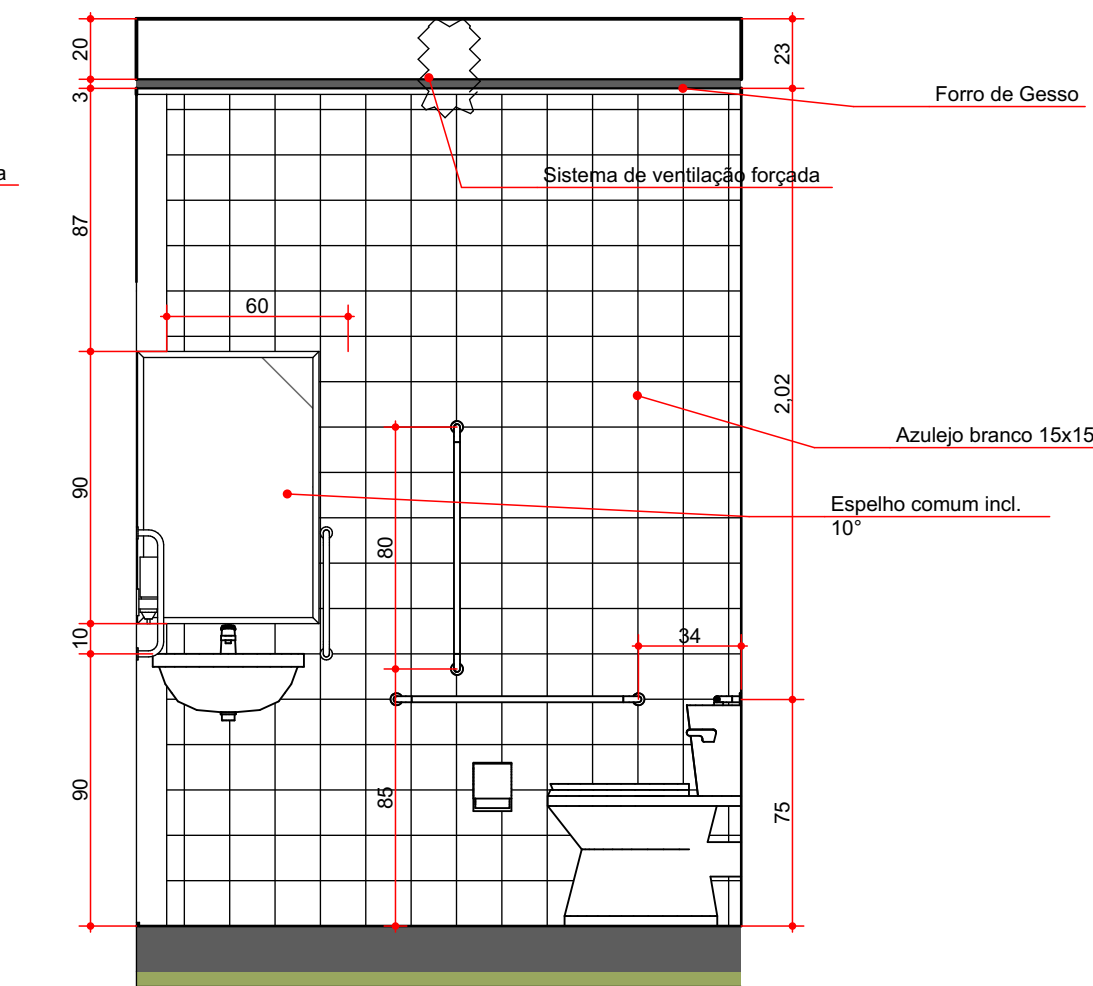 20
23
3
Forro de Gesso
a
Sistema de ventilação forçada
87
60
2,02
Azulejo branco 15x15
90
Espelho comum incl.
10°
80
10
34
90
85
75